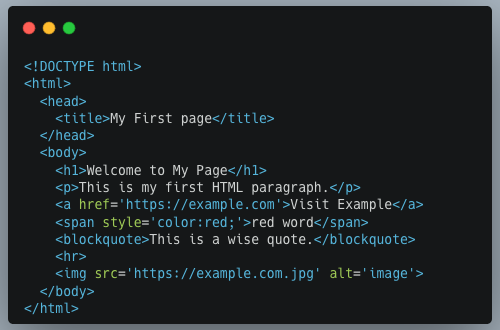 <!DOCTYPE html>
<html>
  <head>
    <title>My First page</title>
  </head>
  <body>
    <h1>Welcome to My Page</h1>
    <p>This is my first HTML paragraph.</p>
    <a href='https://example.com'>Visit Example</a>
    <span style='color:red;'>red word</span>
    <blockquote>This is a wise quote.</blockquote>
    <hr>
    <img src='https://example.com.jpg' alt='image'>
  </body>
</html>